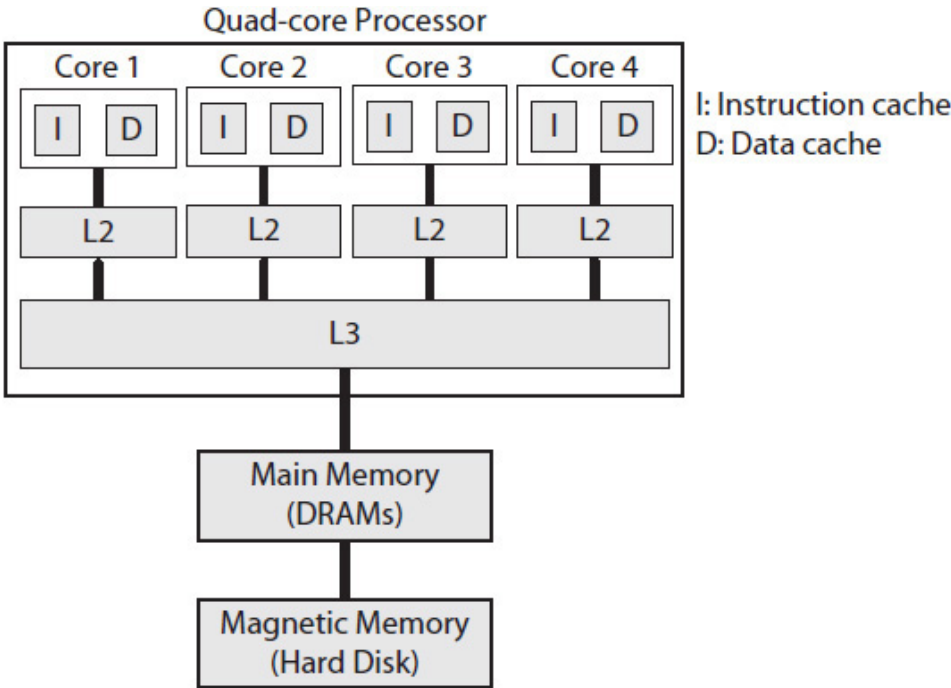 Quad-core Processor
Core 1 Core 2 Core 3 Core 4
I D I D I D I D
I: Instruction cache
D: Data cache
L2 L2 L2 L2
L3
Main Memory
(DRAMs)
Magnetic Memory
(Hard Disk)